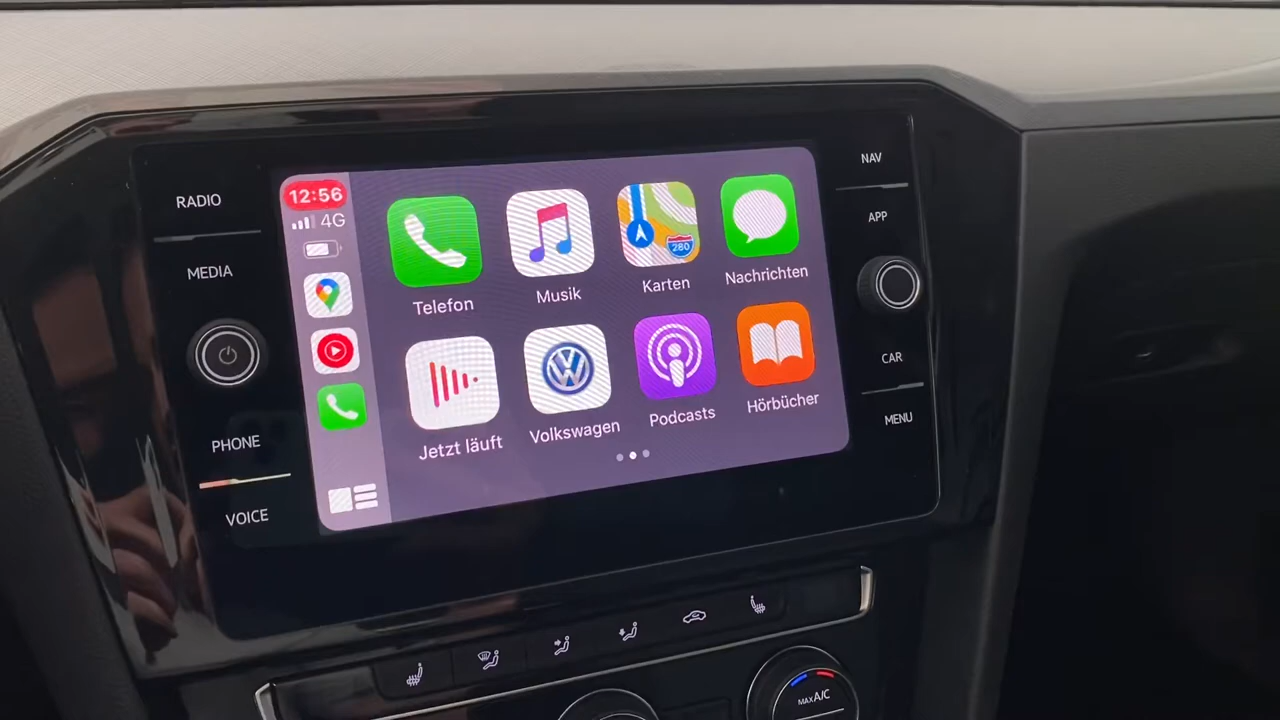 RADIO
MEDIA
PHONE
VOICE
12:56
4G
Telefon
Musik
Karten
280
Nachrichten
Jetzt läuft
Volkswagen
Podcasts
Hörbücher
NAV
APP
CAR
MENU
MAX A/C